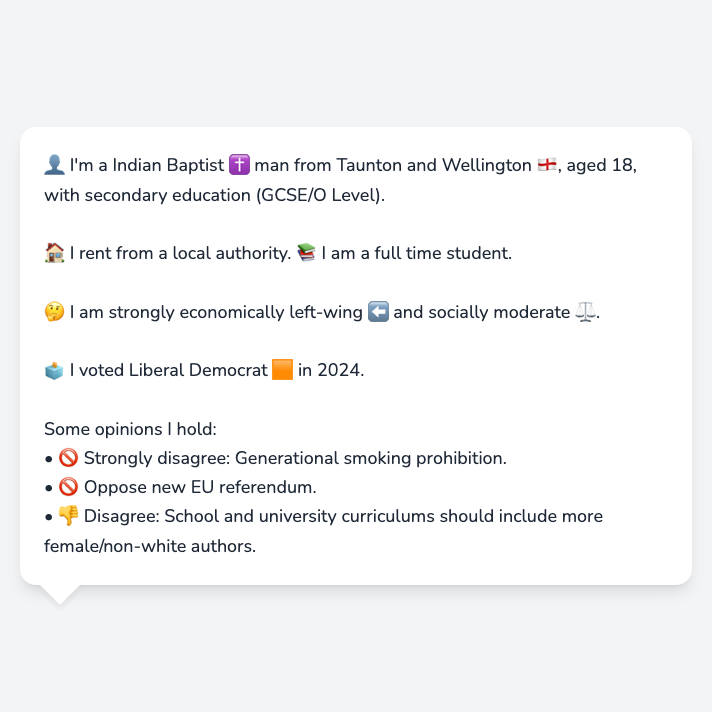 👤 I'm a Indian Baptist ✝️ man from Taunton and Wellington 🏴󠁧󠁢󠁥󠁮󠁧󠁿, aged 18,
with secondary education (GCSE/O Level).
🏠 I rent from a local authority. 📚 I am a full time student.
🤔 I am strongly economically left-wing ⬅️ and socially moderate ⚖️.
🗳️ I voted Liberal Democrat 🟧 in 2024.
Some opinions I hold:
• 🚫 Strongly disagree: Generational smoking prohibition.
• 🚫 Oppose new EU referendum.
• 👎 Disagree: School and university curriculums should include more
female/non-white authors.